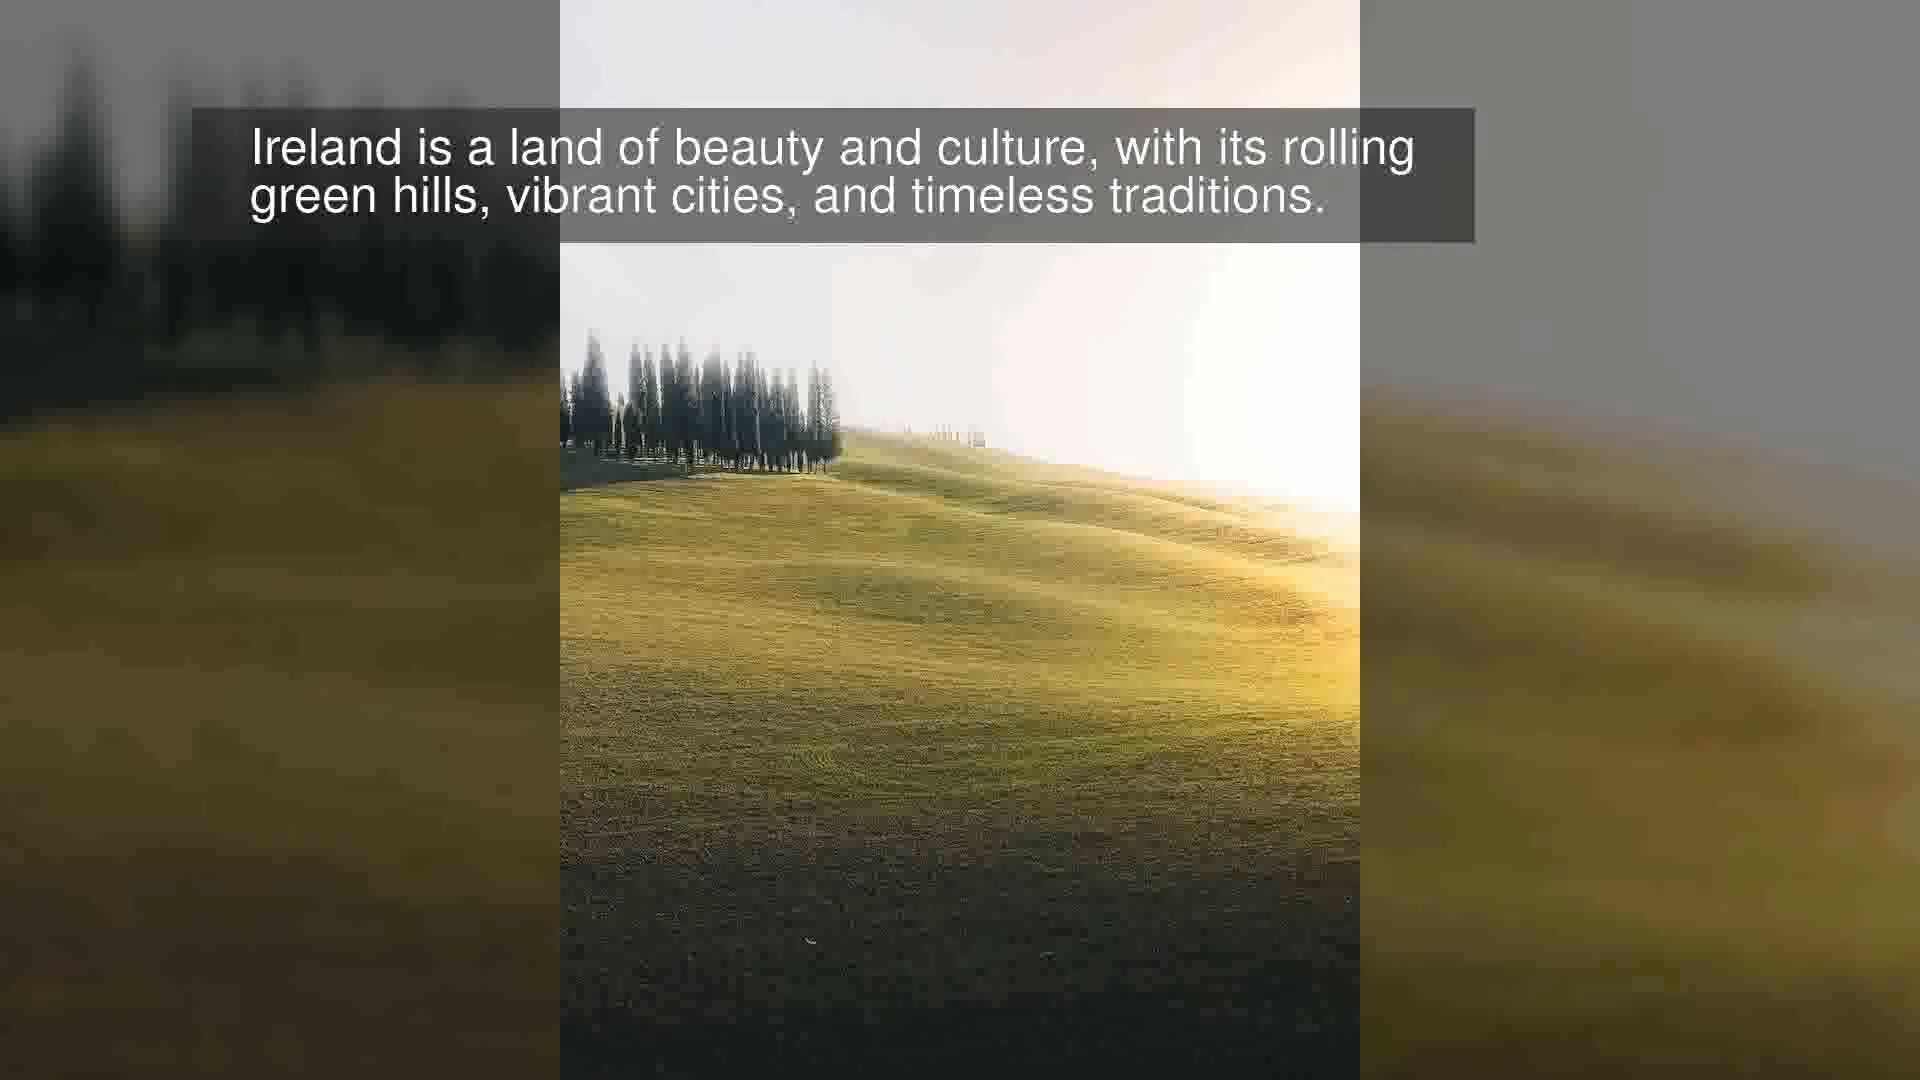 Ireland is a land of beauty and culture, with its rolling
green hills, vibrant cities, and timeless traditions.